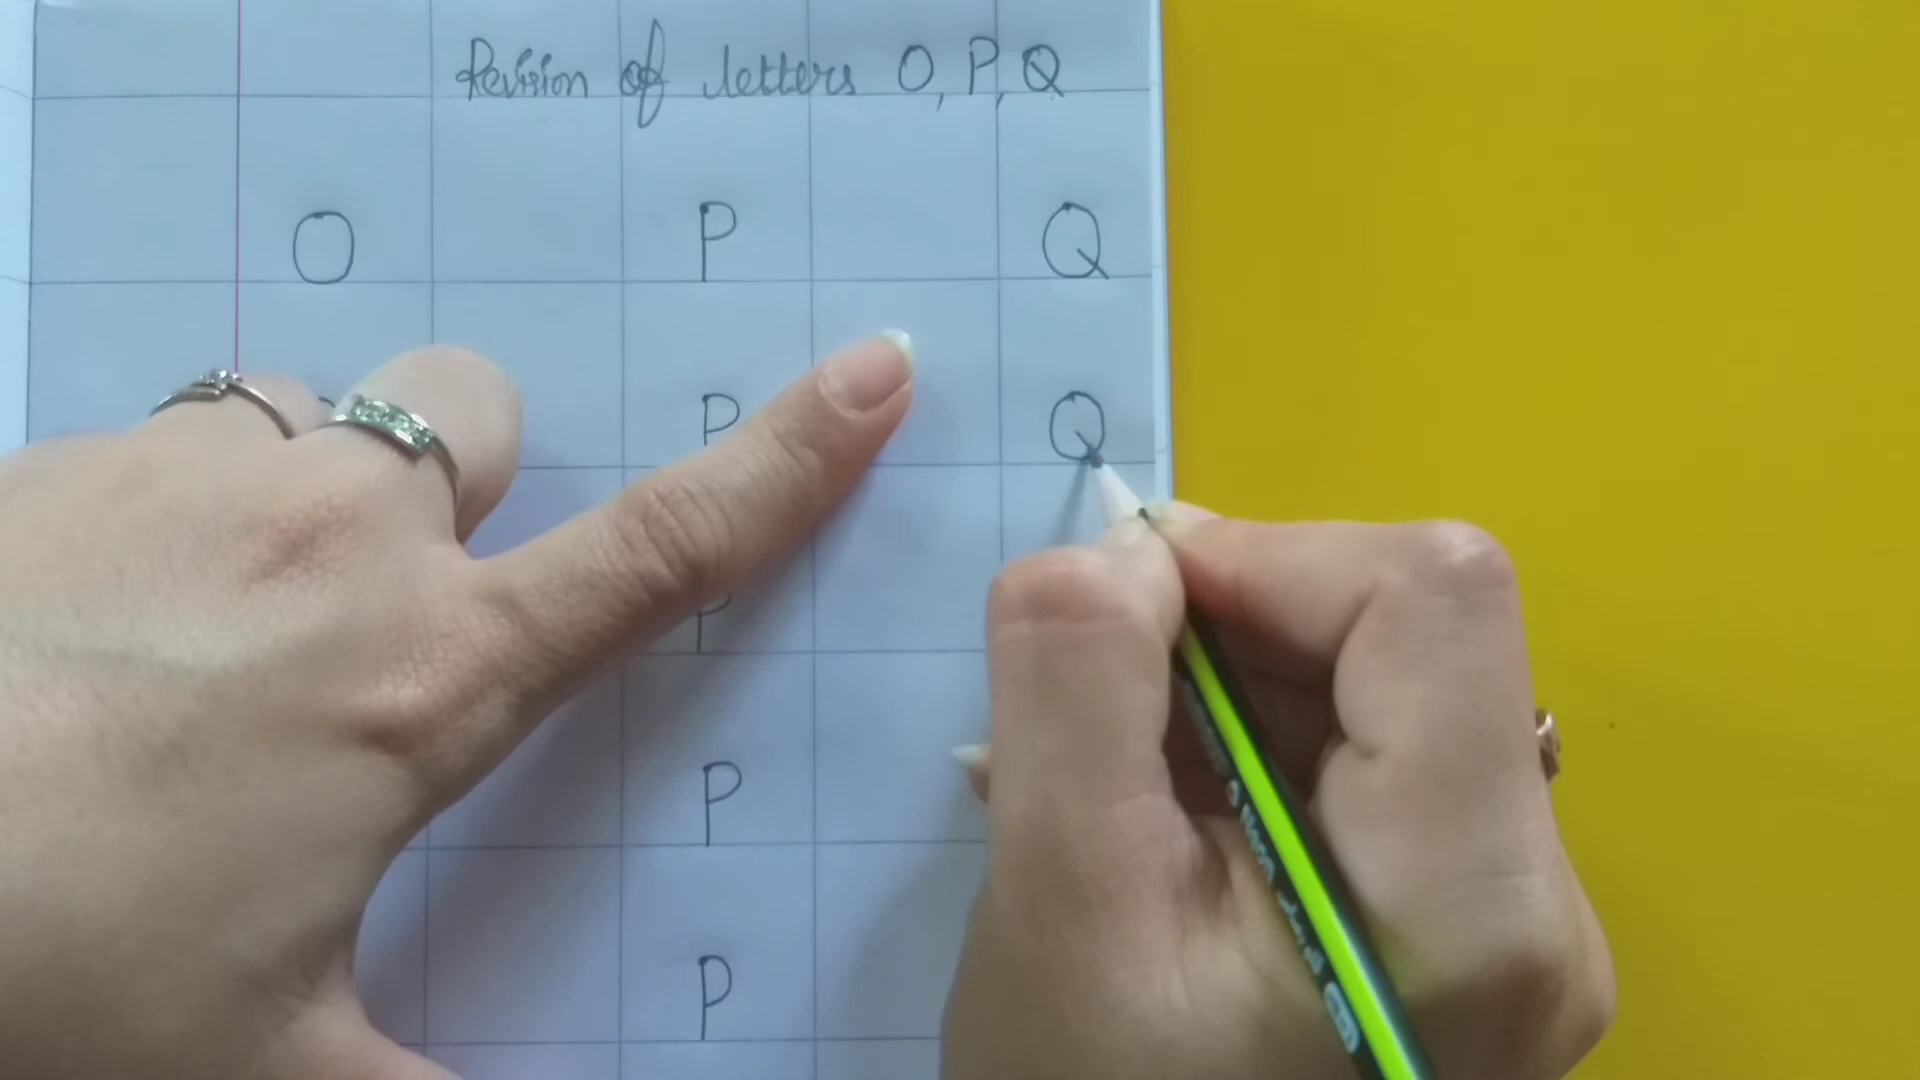 Revision of letters O, P, Q
O P Q
P Q
P
P
P